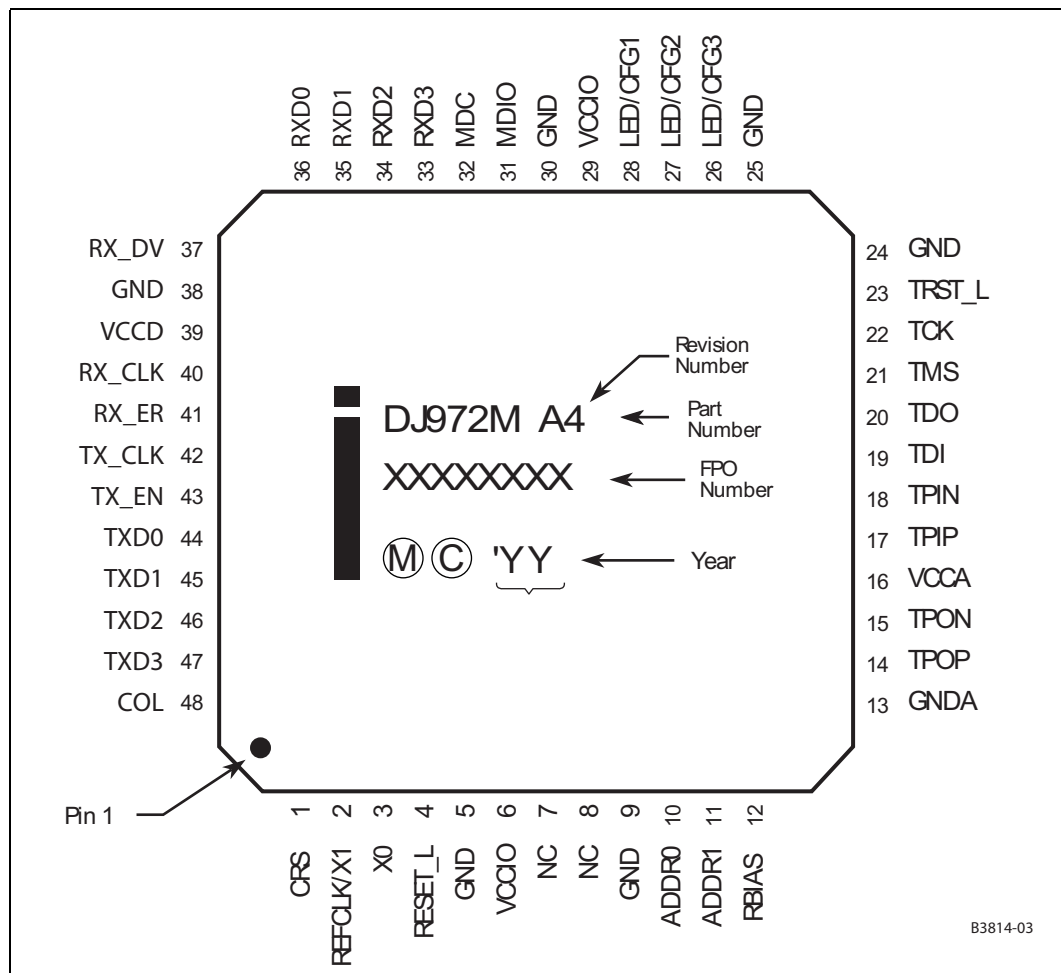 36 RXD0
35 RXD1
34 RXD2
33 RXD3
32 MDC
31 MDIO
30 GND
29 VCCIO
28 LED/CFG1
27 LED/CFG2
26 LED/CFG3
25 GND
RX_DV 37
GND 38
VCCD 39
RX_CLK 40
RX_ER 41
TX_CLK 42
TX_EN 43
TXD0 44
TXD1 45
TXD2 46
TXD3 47
COL 48
24 GND
23 TRST_L
22 TCK
21 TMS
20 TDO
19 TDI
18 TPIN
17 TPIP
16 VCCA
15 TPON
14 TPOP
13 GNDA
Revision
Number
DJ972M A4
Part
Number
XXXXXXXX
FPO
Number
M C 'YY
Year
Pin 1
1 CRS
2 REFCLK/X1
3 X0
4 RESET_L
5 GND
6 VCCIO
7 NC
8 NC
9 GND
10 ADDR0
11 ADDR1
12 RBIAS
B3814-03